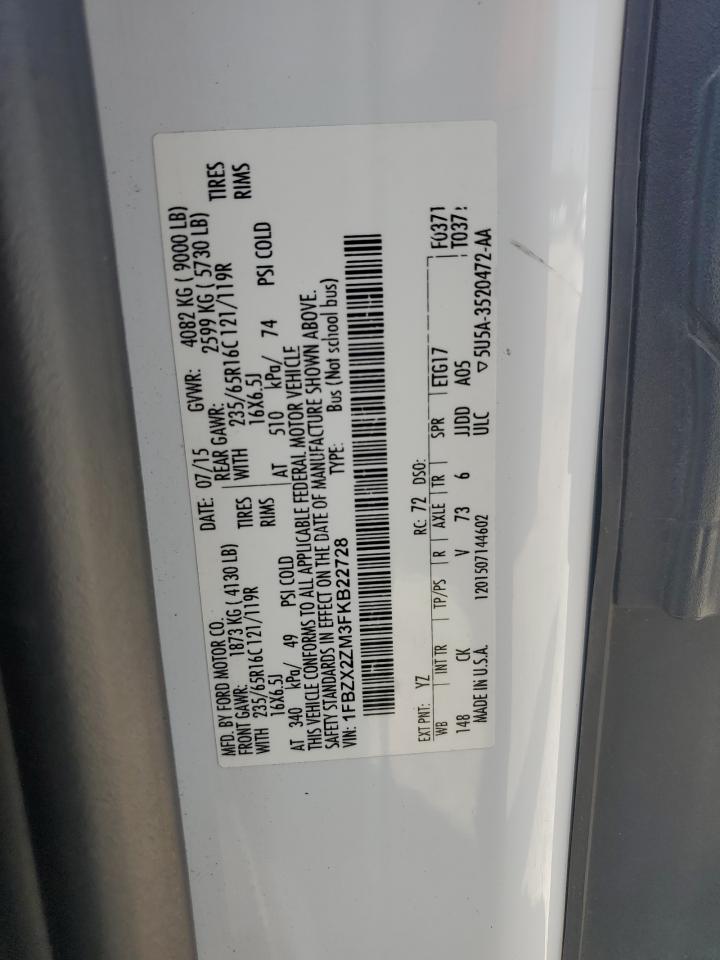 MFD. BY FORD MOTOR CO.
DATE: 07/15 GVWR: 4082 KG ( 9000 LB)
FRONT GAWR: 1873 KG ( 4130 LB) REAR GAWR: 2599 KG ( 5730 LB)
WITH 235/65R16C 121/119R TIRES WITH 235/65R16C 121/119R TIRES
16X6.5J RIMS 16X6.5J RIMS
AT 340 kPa/ 49 PSI COLD AT 510 kPa/ 74 PSI COLD
THIS VEHICLE CONFORMS TO ALL APPLICABLE FEDERAL MOTOR VEHICLE
SAFETY STANDARDS IN EFFECT ON THE DATE OF MANUFACTURE SHOWN ABOVE.
VIN: 1FBZX2ZM3FKB22728 TYPE: Bus (Not school bus)
EXT PNT: YZ RC: 72 DSO: F0371
WB INT TR TP/PS R AXLE TR SPR ETG17 T037
148 CK V 73 6 JJDD A05
MADE IN U.S.A. 1201507144602 ULC ▽5U5A-3520472-AA